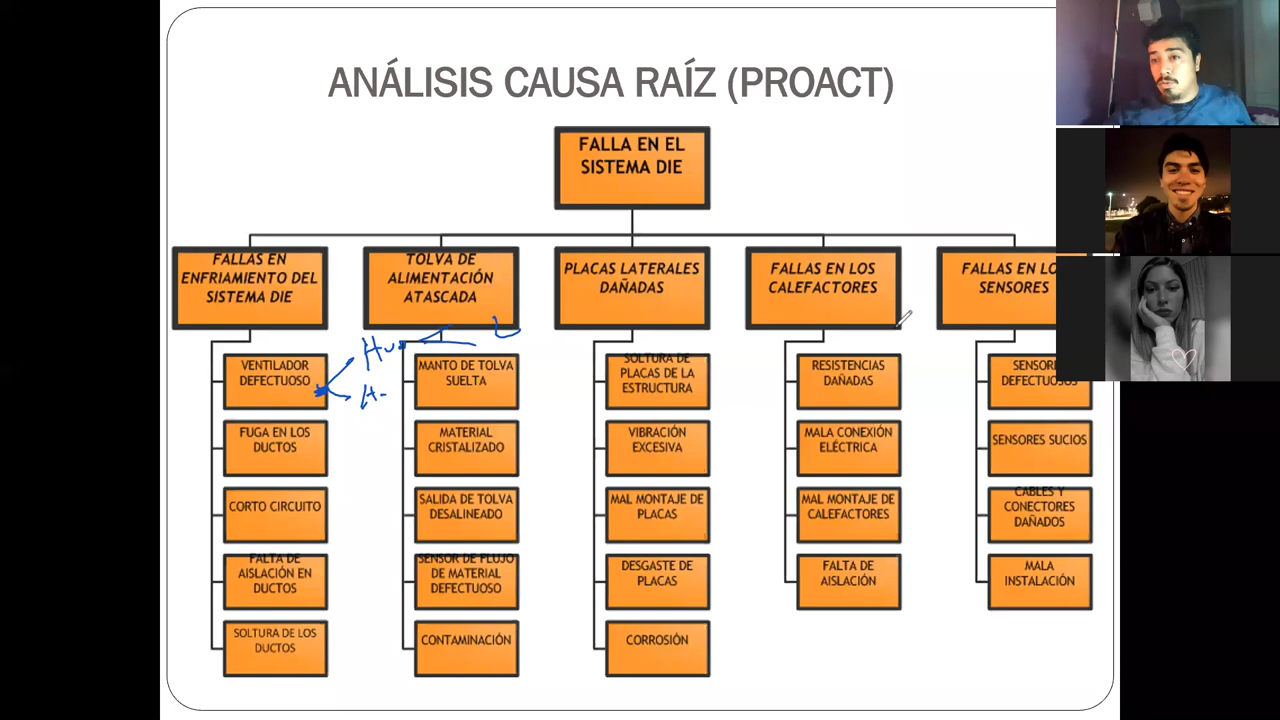 ANÁLISIS CAUSA RAÍZ (PROACT)
FALLA EN EL
SISTEMA DIE
FALLAS EN
ENFRIAMIENTO DEL
SISTEMA DIE
TOLVA DE
ALIMENTACIÓN
ATASCADA
PLACAS LATERALES
DAÑADAS
FALLAS EN LOS
CALEFACTORES
FALLAS EN LO
SENSORES
VENTILADOR
DEFECTUOSO
FUGA EN LOS
DUCTOS
CORTO CIRCUITO
FALTA DE
AISLACIÓN EN
DUCTOS
SOLTURA DE LOS
DUCTOS
MANTO DE TOLVA
SUELTA
MATERIAL
CRISTALIZADO
SALIDA DE TOLVA
DESALINEADO
SENSOR DE FLUJO
DE MATERIAL
DEFECTUOSO
CONTAMINACIÓN
SOLTURA DE
PLACAS DE LA
ESTRUCTURA
VIBRACIÓN
EXCESIVA
MAL MONTAJE DE
PLACAS
DESGASTE DE
PLACAS
CORROSIÓN
RESISTENCIAS
DAÑADAS
MALA CONEXIÓN
ELÉCTRICA
MAL MONTAJE DE
CALEFACTORES
FALTA DE
AISLACIÓN
SENSOR
DEFECTUOSOS
SENSORES SUCIOS
CABLES Y
CONECTORES
DAÑADOS
MALA
INSTALACIÓN